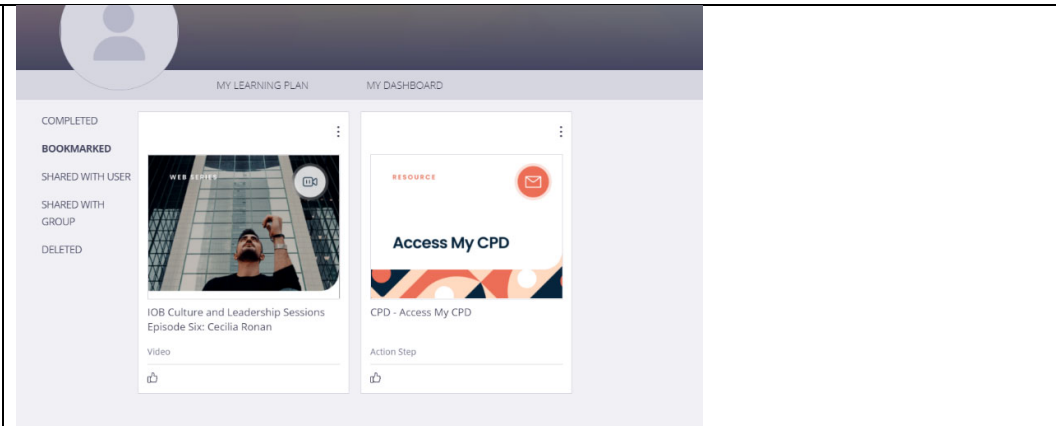 MY LEARNING PLAN
MY DASHBOARD
COMPLETED
BOOKMARKED
SHARED WITH USER
SHARED WITH
GROUP
DELETED
WEB SERIES
IOB Culture and Leadership Sessions
Episode Six: Cecilia Ronan
Video
RESOURCE
Access My CPD
CPD - Access My CPD
Action Step